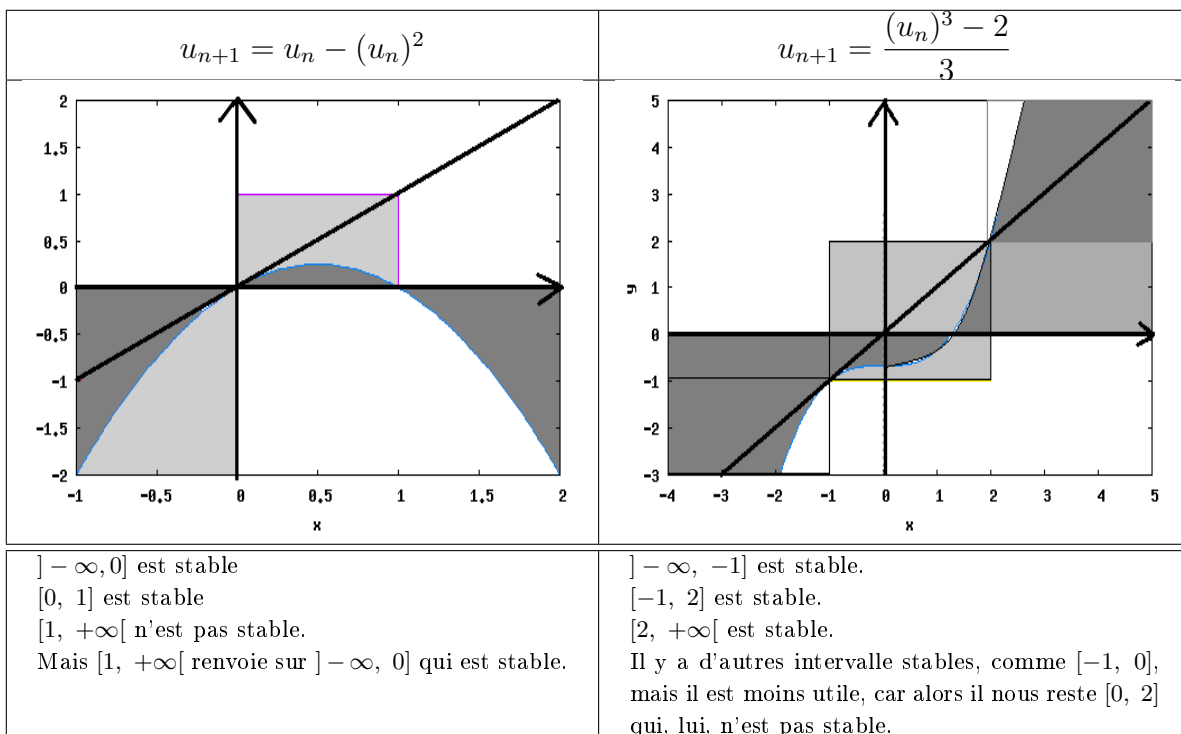 u_{n+1} = u_n − (u_n)^2
u_{n+1} = \frac{(u_n)^3 − 2}{3}
2
1,5
1
0,5
0
-0,5
-1
-1,5
-2
-1 -0,5 0 0,5 1 1,5 2
x
5
4
3
2
1
0
-1
-2
-3
y
-4 -3 -2 -1 0 1 2 3 4 5
x
] − ∞, 0] est stable
[0, 1] est stable
[1, +∞[ n'est pas stable.
Mais [1, +∞[ renvoie sur ] − ∞, 0] qui est stable.
] − ∞, −1] est stable.
[−1, 2] est stable.
[2, +∞[ est stable.
Il y a d'autres intervalle stables, comme [−1, 0],
mais il est moins utile, car alors il nous reste [0, 2]
qui, lui, n'est pas stable.